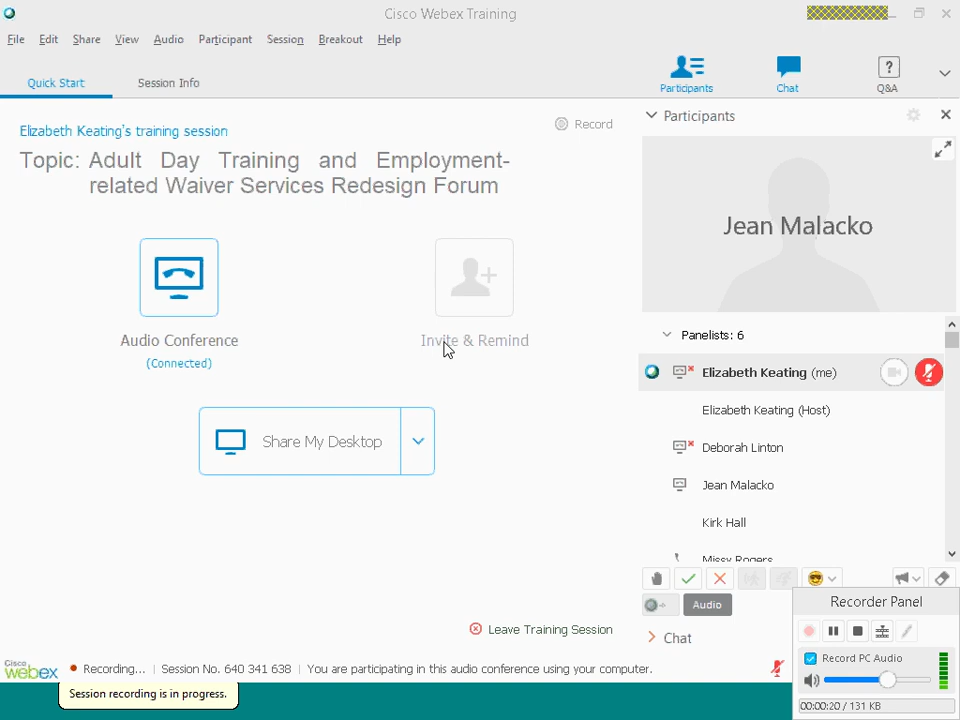 Cisco Webex Training
File Edit Share View Audio Participant Session Breakout Help
Quick Start Session Info
Participants Chat Q&A
Elizabeth Keating's training session
Record
Topic: Adult Day Training and Employment-
related Waiver Services Redesign Forum
Audio Conference
(Connected)
Invite & Remind
Share My Desktop
Leave Training Session
Participants
Jean Malacko
Panelists: 6
Elizabeth Keating (me)
Elizabeth Keating (Host)
Deborah Linton
Jean Malacko
Kirk Hall
Missy Rogers
Audio
Chat
Recorder Panel
Record PC Audio
00:00:20 / 131 KB
Cisco
webex
Recording... Session No. 640 341 638 You are participating in this audio conference using your computer.
Session recording is in progress.